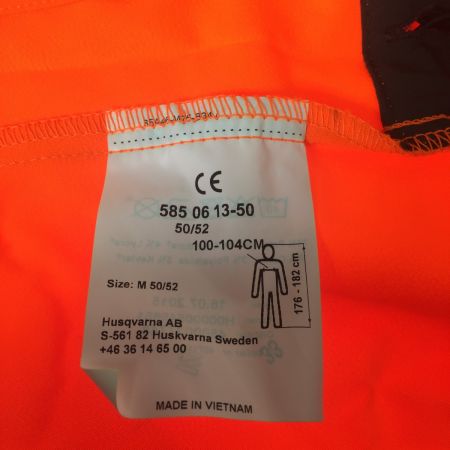 CE
585 06 13-50
50/52
100-104CM
176 - 182 cm
Size: M 50/52
Husqvarna AB
S-561 82 Huskvarna Sweden
+46 36 14 65 00
MADE IN VIETNAM